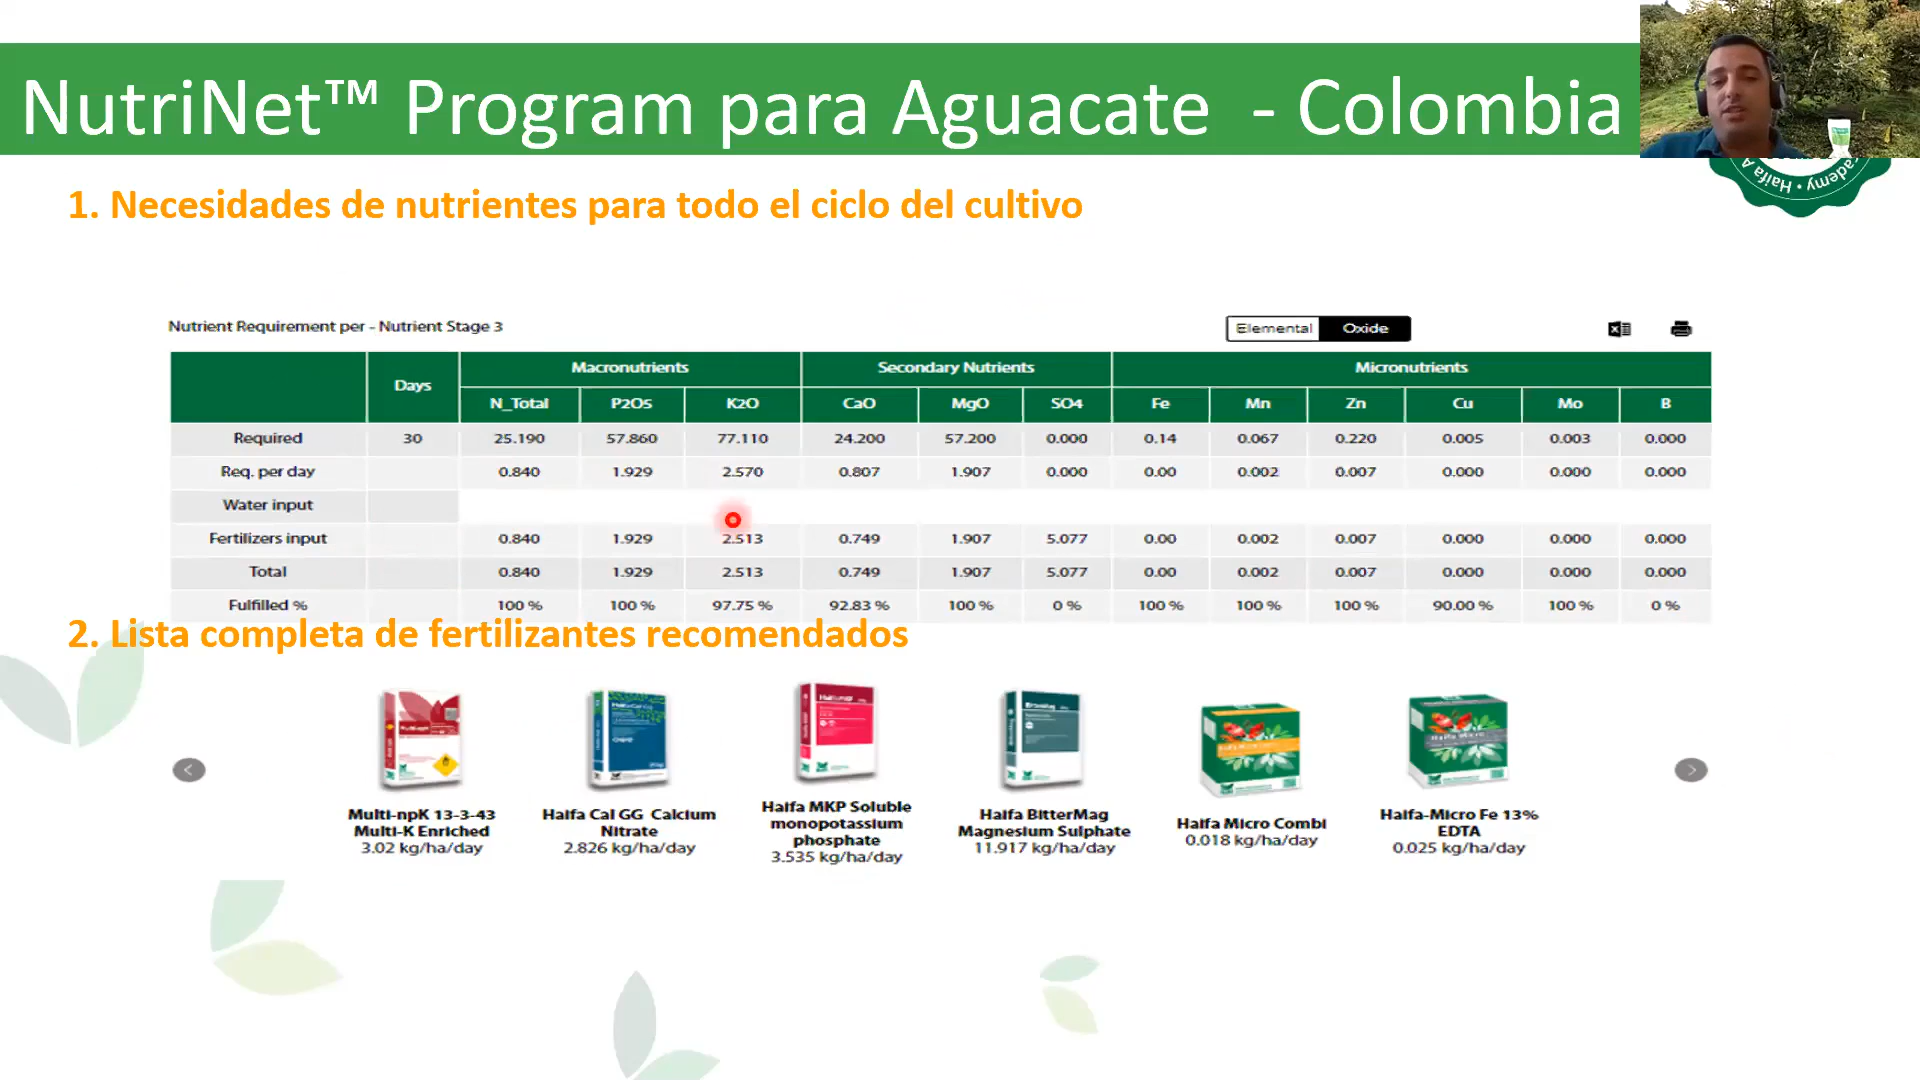 NutriNet™ Program para Aguacate - Colombia
cademy • Haifa A
1. Necesidades de nutrientes para todo el ciclo del cultivo
Nutrient Requirement per - Nutrient Stage 3
Elemental Oxide
Days Macronutrients Secondary Nutrients Micronutrients
N_Total P2O5 K2O CaO MgO SO4 Fe Mn Zn Cu Mo B
Required 30 25.190 57.860 77.110 24.200 57.200 0.000 0.14 0.067 0.220 0.005 0.003 0.000
Req. per day 0.840 1.929 2.570 0.807 1.907 0.000 0.00 0.002 0.007 0.000 0.000 0.000
Water input
Fertilizers input 0.840 1.929 2.513 0.749 1.907 5.077 0.00 0.002 0.007 0.000 0.000 0.000
Total 0.840 1.929 2.513 0.749 1.907 5.077 0.00 0.002 0.007 0.000 0.000 0.000
Fulfilled % 100 % 100 % 97.75 % 92.83 % 100 % 0 % 100 % 100 % 100 % 90.00 % 100 % 0 %
2. Lista completa de fertilizantes recomendados
Multi-npK 13-3-43
Multi-K Enriched
3.02 kg/ha/day
Haifa Cal GG Calcium
Nitrate
2.826 kg/ha/day
Haifa MKP Soluble
monopotassium
phosphate
3.535 kg/ha/day
Haifa BitterMag
Magnesium Sulphate
11.917 kg/ha/day
Haifa Micro Combi
0.018 kg/ha/day
Haifa-Micro Fe 13%
EDTA
0.025 kg/ha/day